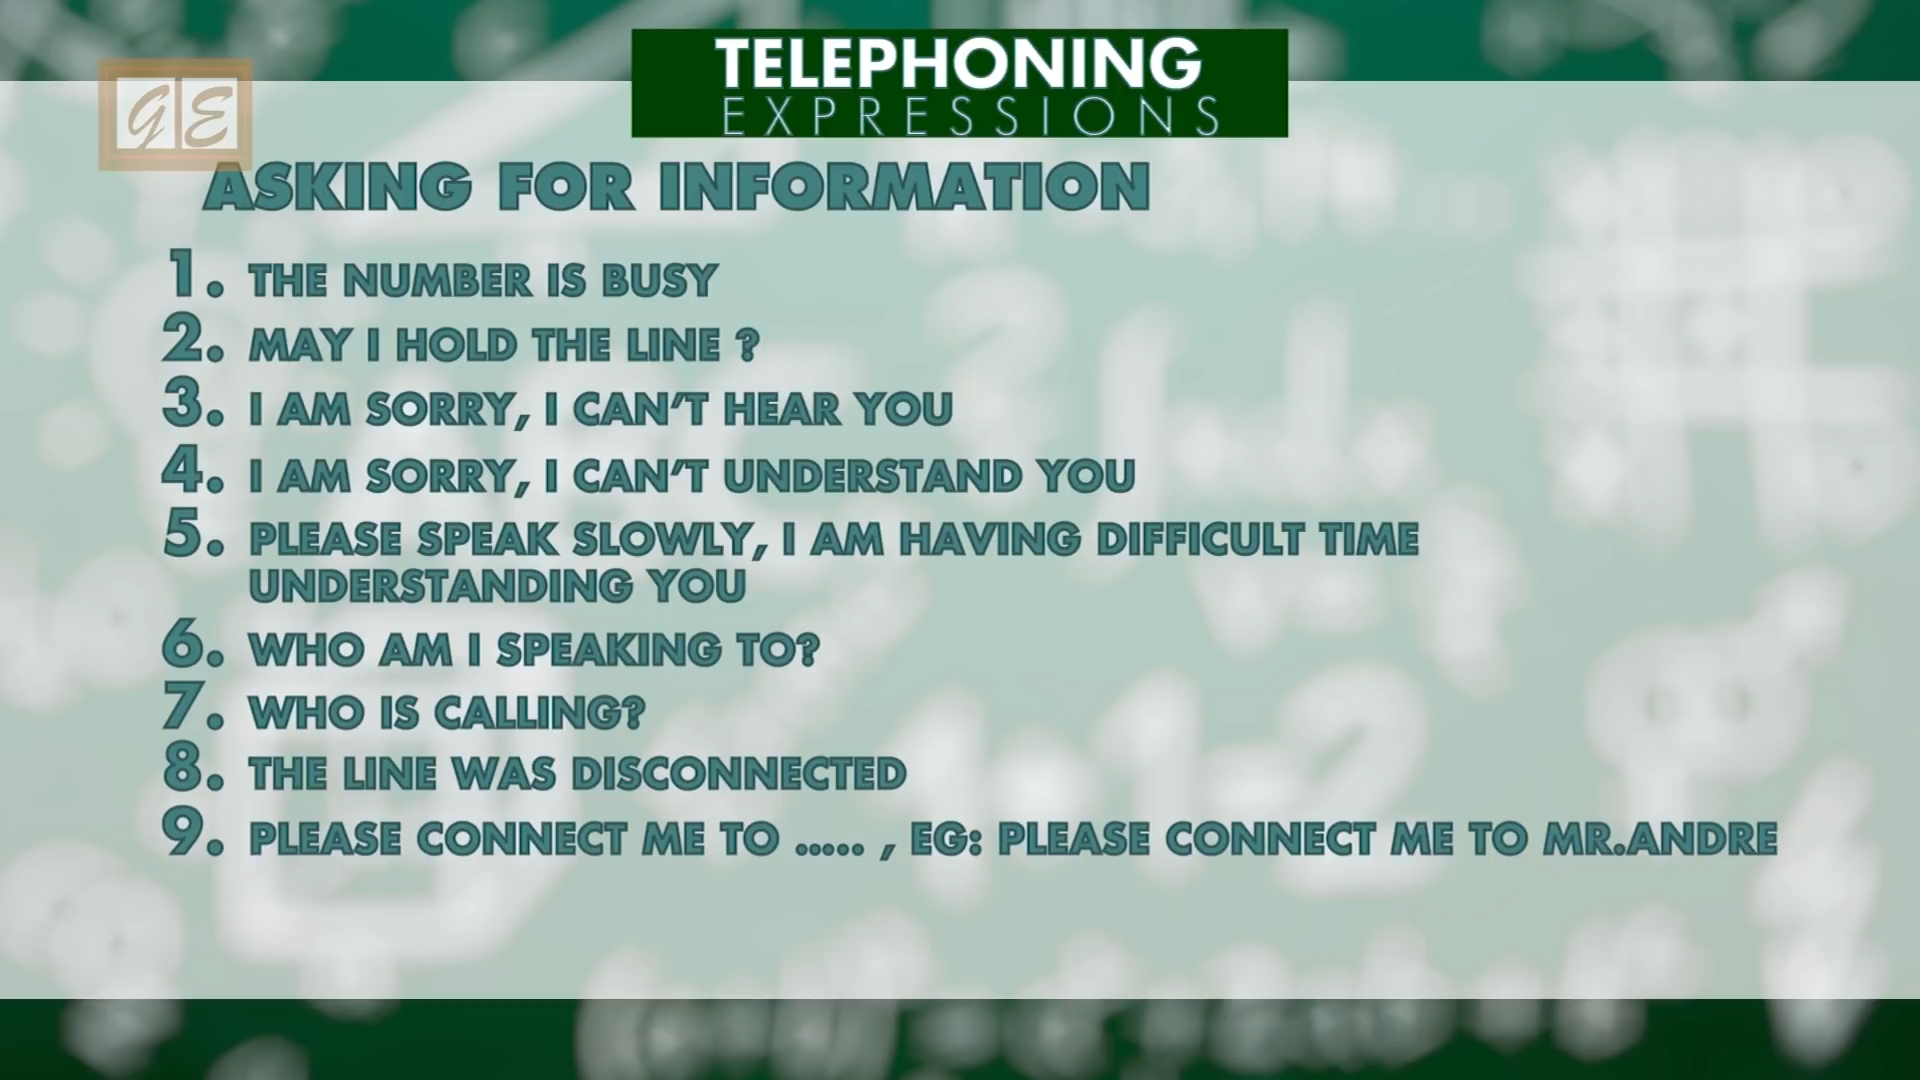 TELEPHONING
EXPRESSIONS
GE
ASKING FOR INFORMATION
1. THE NUMBER IS BUSY
2. MAY I HOLD THE LINE ?
3. I AM SORRY, I CAN'T HEAR YOU
4. I AM SORRY, I CAN'T UNDERSTAND YOU
5. PLEASE SPEAK SLOWLY, I AM HAVING DIFFICULT TIME
UNDERSTANDING YOU
6. WHO AM I SPEAKING TO?
7. WHO IS CALLING?
8. THE LINE WAS DISCONNECTED
9. PLEASE CONNECT ME TO ..... , EG: PLEASE CONNECT ME TO MR.ANDRE